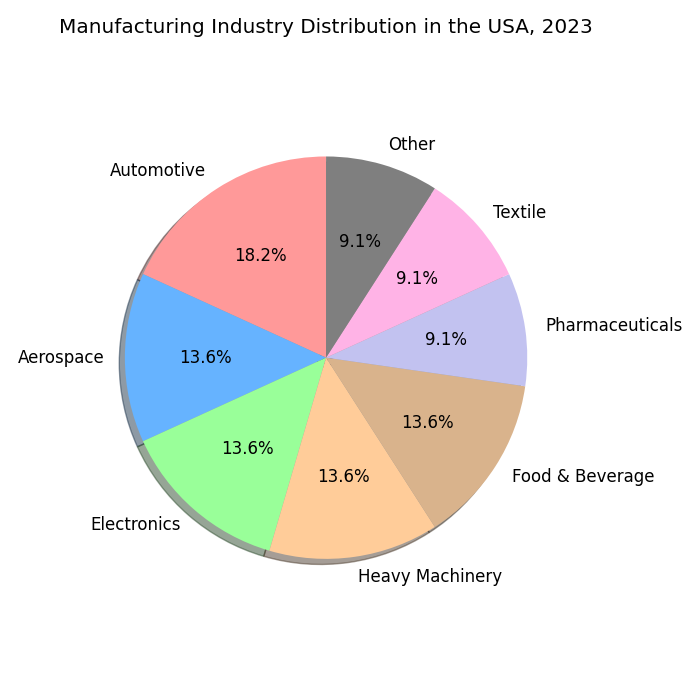 Manufacturing Industry Distribution in the USA, 2023
Other
Automotive
Textile
9.1%
18.2%
9.1%
Pharmaceuticals
9.1%
Aerospace
13.6%
13.6%
13.6%
13.6%
Food & Beverage
Electronics
Heavy Machinery